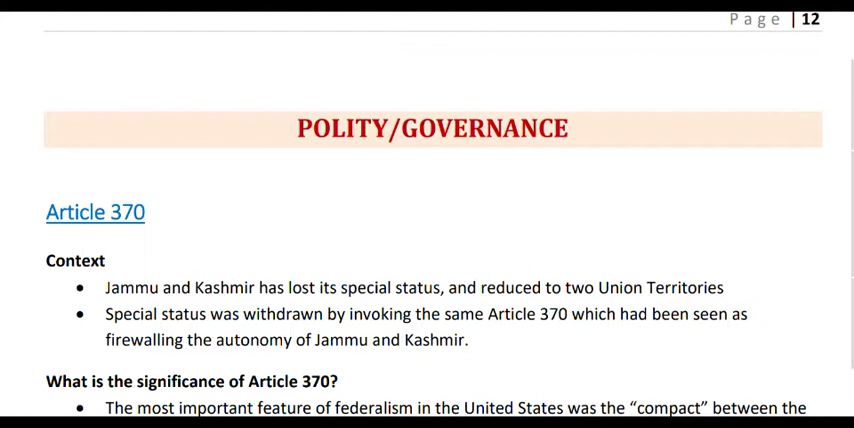 Page | 12
POLITY/GOVERNANCE
Article 370
Context
• Jammu and Kashmir has lost its special status, and reduced to two Union Territories
• Special status was withdrawn by invoking the same Article 370 which had been seen as
firewalling the autonomy of Jammu and Kashmir.
What is the significance of Article 370?
• The most important feature of federalism in the United States was the “compact” between the